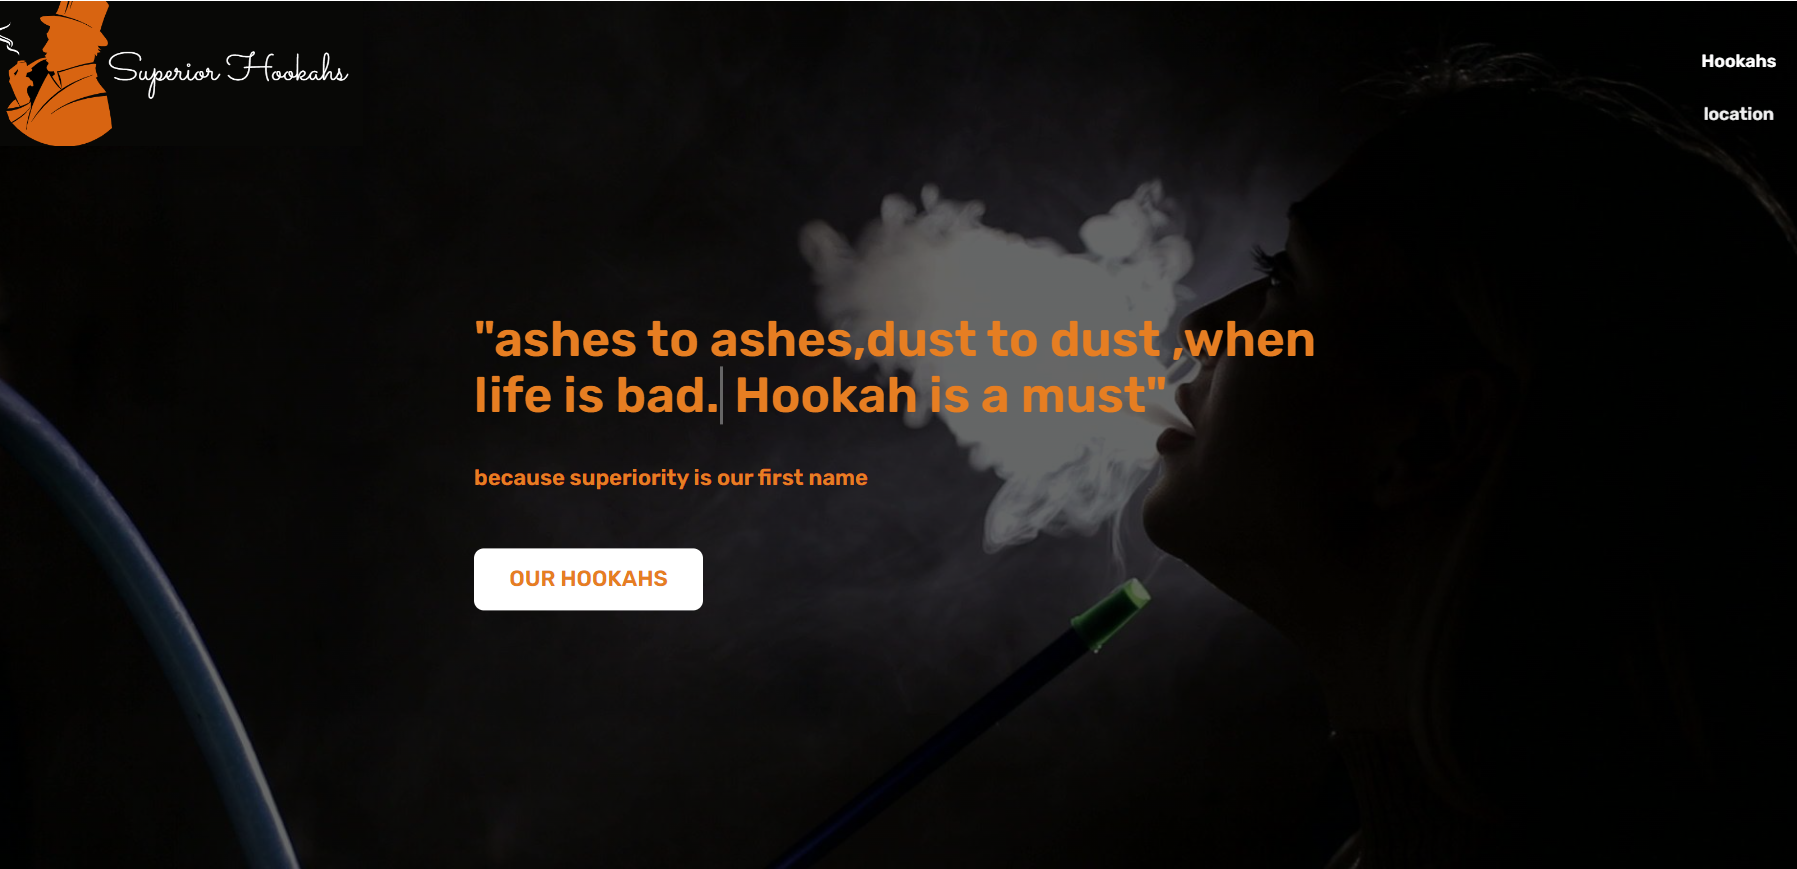 Superior Hookahs
Hookahs
location
"ashes to ashes,dust to dust ,when
life is bad. Hookah is a must"
because superiority is our first name
OUR HOOKAHS